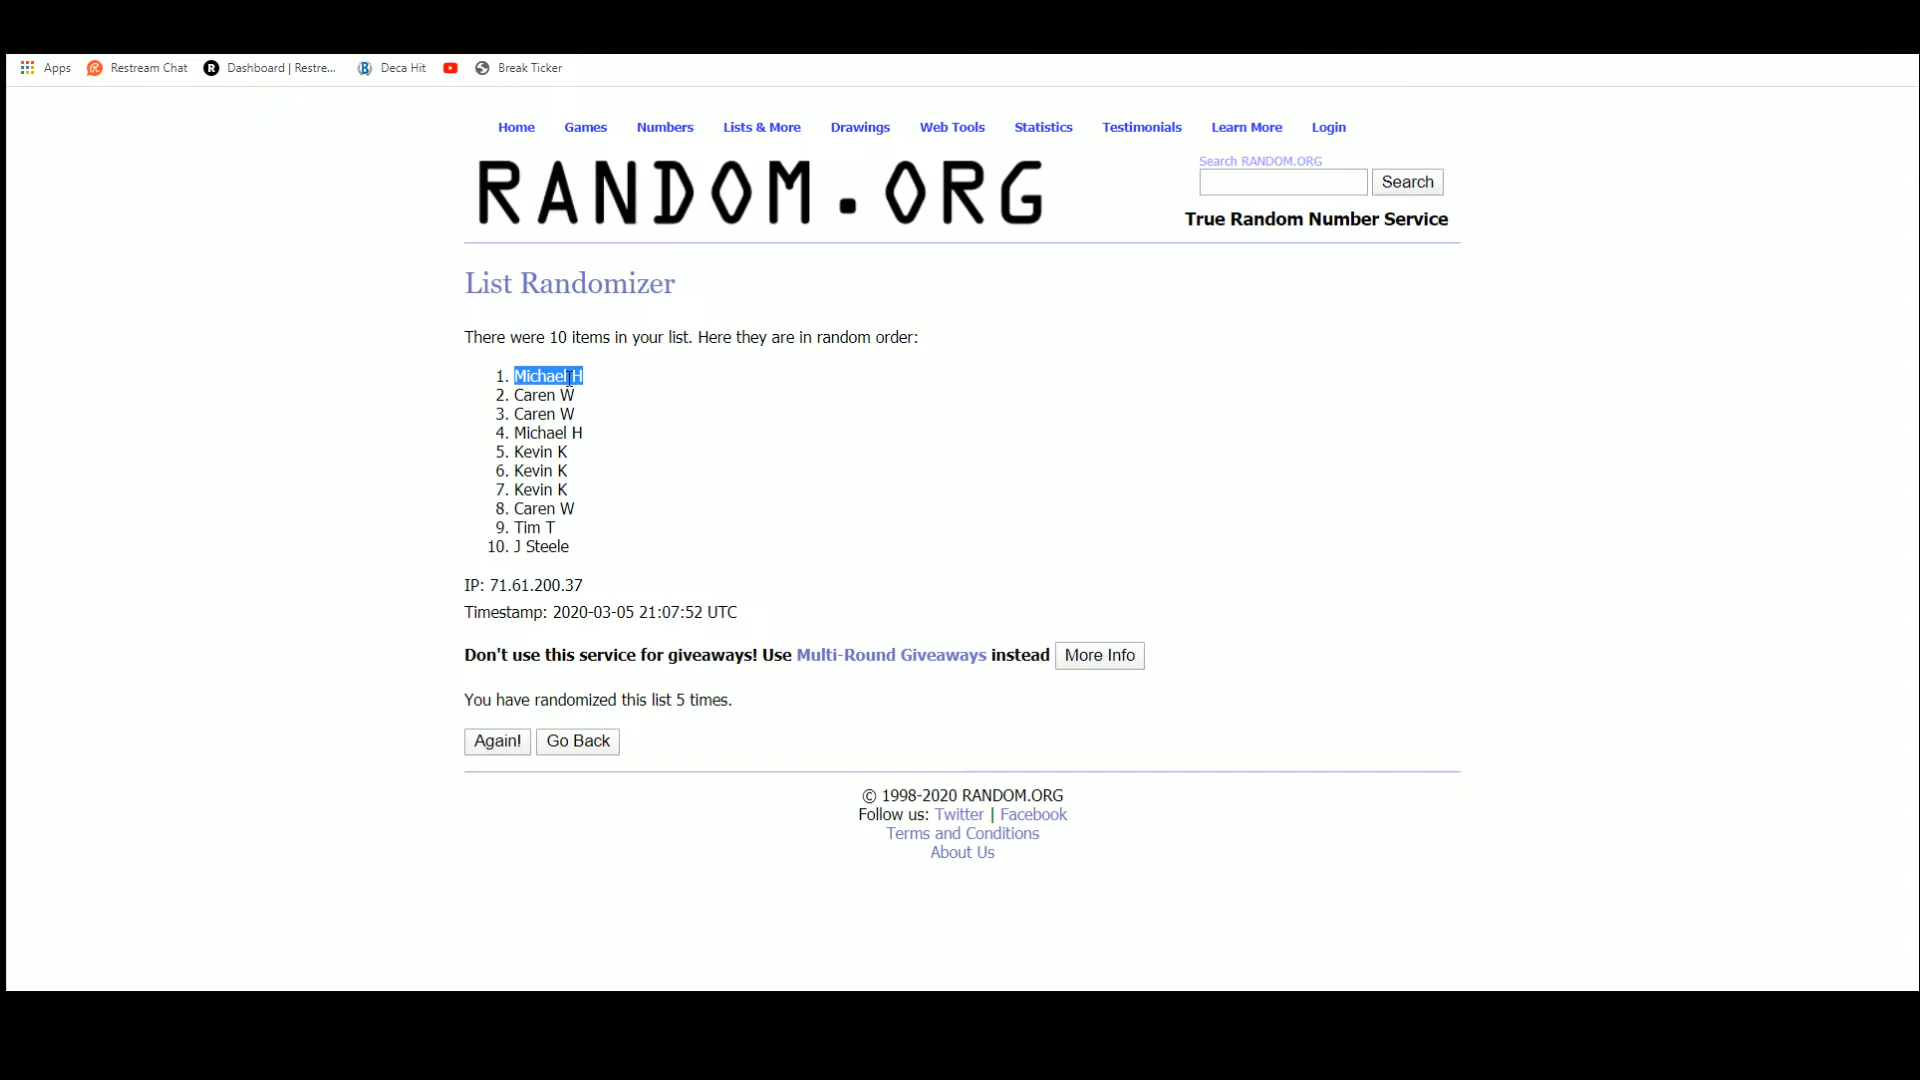 Apps Restream Chat Dashboard | Restre... Deca Hit Break Ticker
Home Games Numbers Lists & More Drawings Web Tools Statistics Testimonials Learn More Login
RANDOM.ORG
Search RANDOM.ORG
Search
True Random Number Service
List Randomizer
There were 10 items in your list. Here they are in random order:
1. Michael H
2. Caren W
3. Caren W
4. Michael H
5. Kevin K
6. Kevin K
7. Kevin K
8. Caren W
9. Tim T
10. J Steele
IP: 71.61.200.37
Timestamp: 2020-03-05 21:07:52 UTC
Don't use this service for giveaways! Use Multi-Round Giveaways instead More Info
You have randomized this list 5 times.
Again! Go Back
© 1998-2020 RANDOM.ORG
Follow us: Twitter | Facebook
Terms and Conditions
About Us